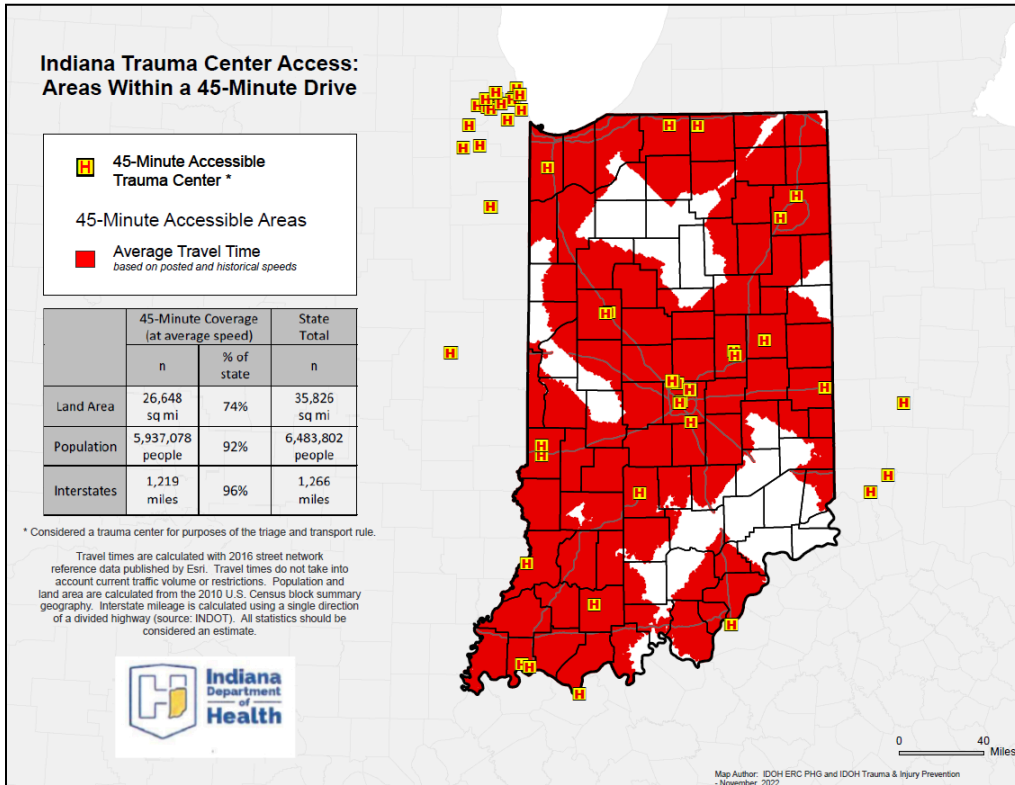 Indiana Trauma Center Access:
Areas Within a 45-Minute Drive
H
45-Minute Accessible
Trauma Center *
45-Minute Accessible Areas
Average Travel Time
based on posted and historical speeds
45-Minute Coverage
(at average speed)
State
Total
n
% of
state
n
Land Area
26,648
sq mi
74%
35,826
sq mi
Population
5,937,078
people
92%
6,483,802
people
Interstates
1,219
miles
96%
1,266
miles
* Considered a trauma center for purposes of the triage and transport rule.
Travel times are calculated with 2016 street network
reference data published by Esri. Travel times do not take into
account current traffic volume or restrictions. Population and
land area are calculated from the 2010 U.S. Census block summary
geography. Interstate mileage is calculated using a single direction
of a divided highway (source: INDOT). All statistics should be
considered an estimate.
Indiana
Department
of
Health
0 40
Miles
Map Author: IDOH ERC PHG and IDOH Trauma & Injury Prevention
- November, 2022